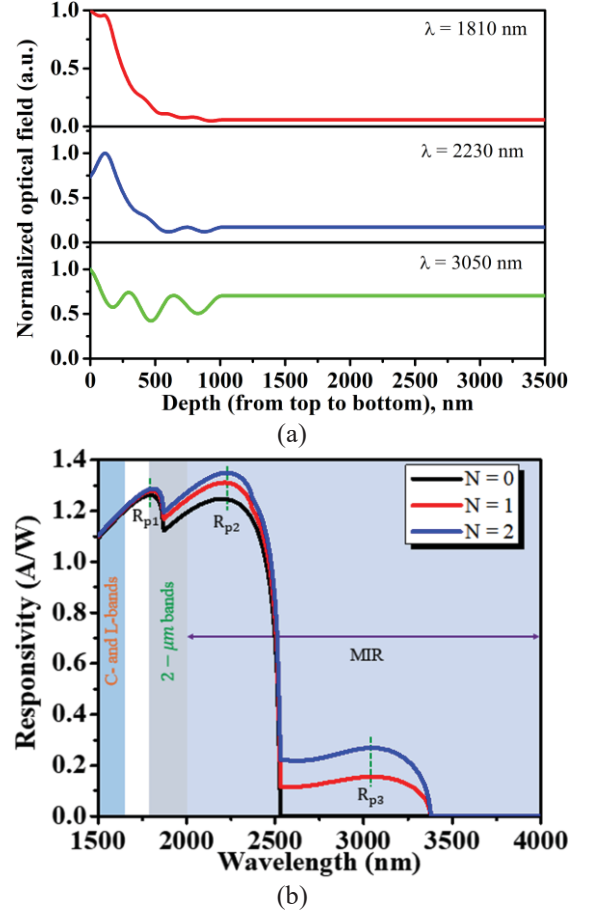 Normalized optical field (a.u.)
1.0
0.5
0.0
λ = 1810 nm
1.0
0.5
0.0
λ = 2230 nm
1.0
0.5
0.0
λ = 3050 nm
0 500 1000 1500 2000 2500 3000 3500
Depth (from top to bottom), nm
(a)
Responsivity (A/W)
1.4
1.2
1.0
0.8
0.6
0.4
0.2
0.0
N = 0
N = 1
N = 2
Rp1
Rp2
C- and L-bands
2 − μm bands
MIR
Rp3
1500 2000 2500 3000 3500 4000
Wavelength (nm)
(b)